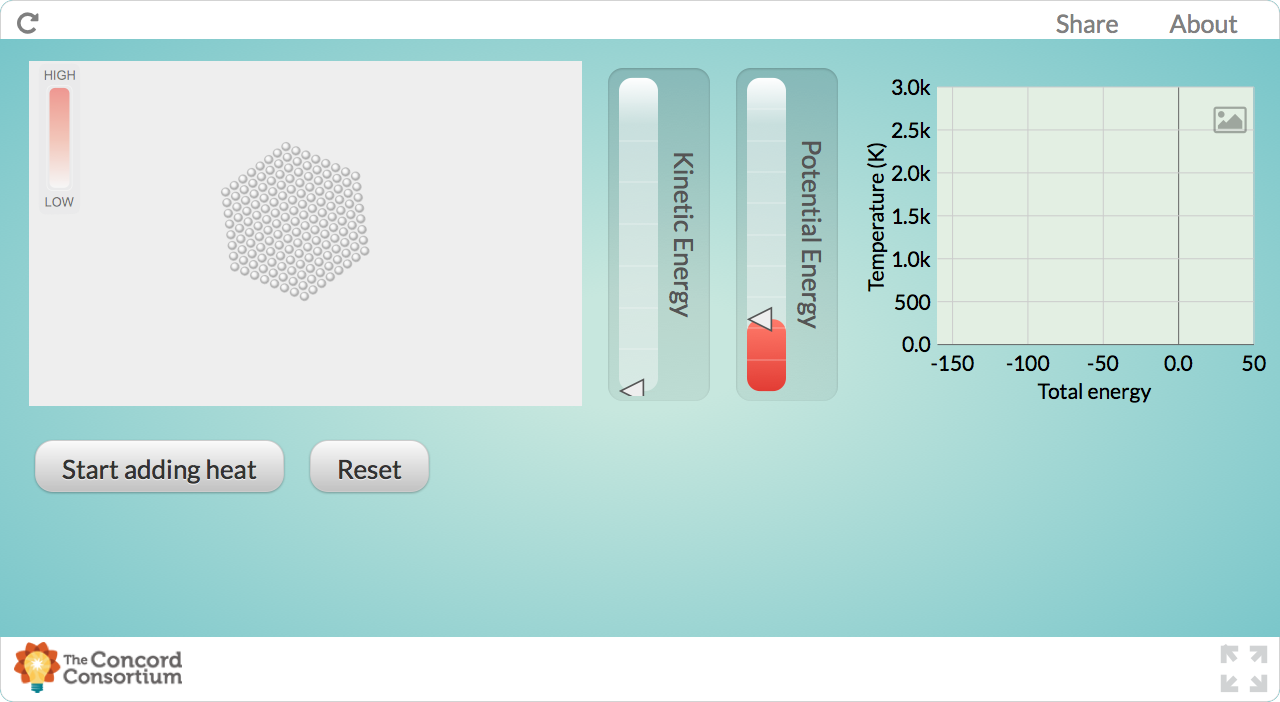 Share About
HIGH
LOW
Kinetic Energy
Potential Energy
3.0k
2.5k
2.0k
1.5k
1.0k
500
0.0
Temperature (K)
-150 -100 -50 0.0 50
Total energy
Start adding heat Reset
The Concord
Consortium